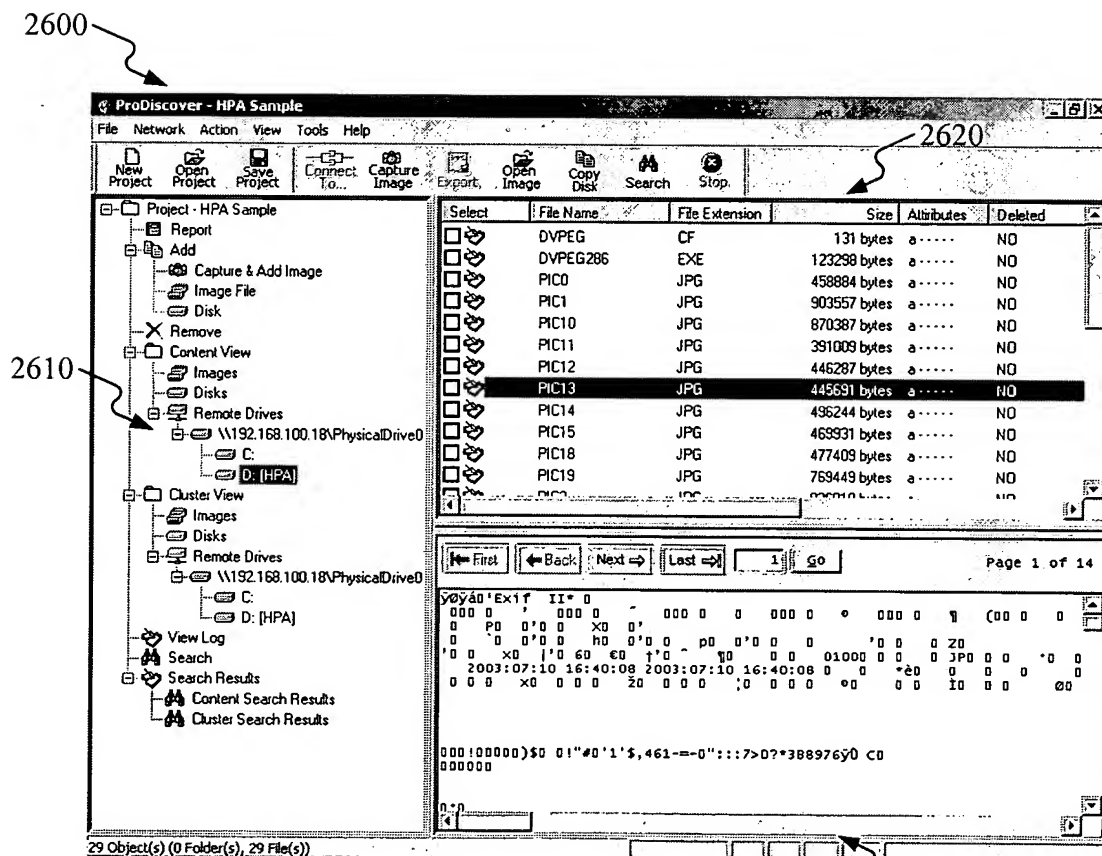 2600
ProDiscover - HPA Sample
File Network Action View Tools Help
2620
New Project
Open Project
Save Project
Connect To...
Capture Image
Export.
Open Image
Copy Disk
Search
Stop.
Project - HPA Sample
Report
Add
Capture & Add Image
Image File
Disk
Remove
Content View
Images
Disks
Remote Drives
\\192.168.100.18\PhysicalDrive0
C:
D: [HPA]
Cluster View
Images
Disks
Remote Drives
\\192.168.100.18\PhysicalDrive0
C:
D: [HPA]
View Log
Search
Search Results
Content Search Results
Cluster Search Results
2610
Select File Name File Extension Size Attributes Deleted
DVPEG CF 131 bytes a - - - - - NO
DVPEG286 EXE 123298 bytes a - - - - - NO
PIC0 JPG 458884 bytes a - - - - - NO
PIC1 JPG 903557 bytes a - - - - - NO
PIC10 JPG 870387 bytes a - - - - - NO
PIC11 JPG 391009 bytes a - - - - - NO
PIC12 JPG 446287 bytes a - - - - - NO
PIC13 JPG 445691 bytes a - - - - - NO
PIC14 JPG 496244 bytes a - - - - - NO
PIC15 JPG 469931 bytes a - - - - - NO
PIC18 JPG 477409 bytes a - - - - - NO
PIC19 JPG 769449 bytes a - - - - - NO
First Back Next Last 1 Go Page 1 of 14
Exif II*
2003:07:10 16:40:08 2003:07:10 16:40:08
29 Object(s) (0 Folder(s), 29 File(s))